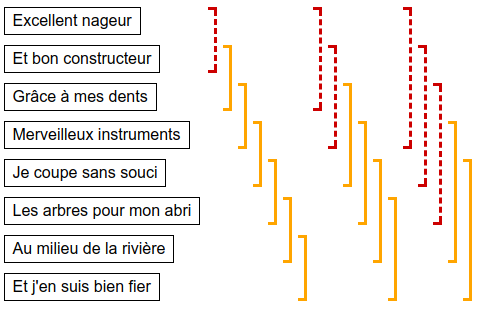 Excellent nageur
Et bon constructeur
Grâce à mes dents
Merveilleux instruments
Je coupe sans souci
Les arbres pour mon abri
Au milieu de la rivière
Et j'en suis bien fier